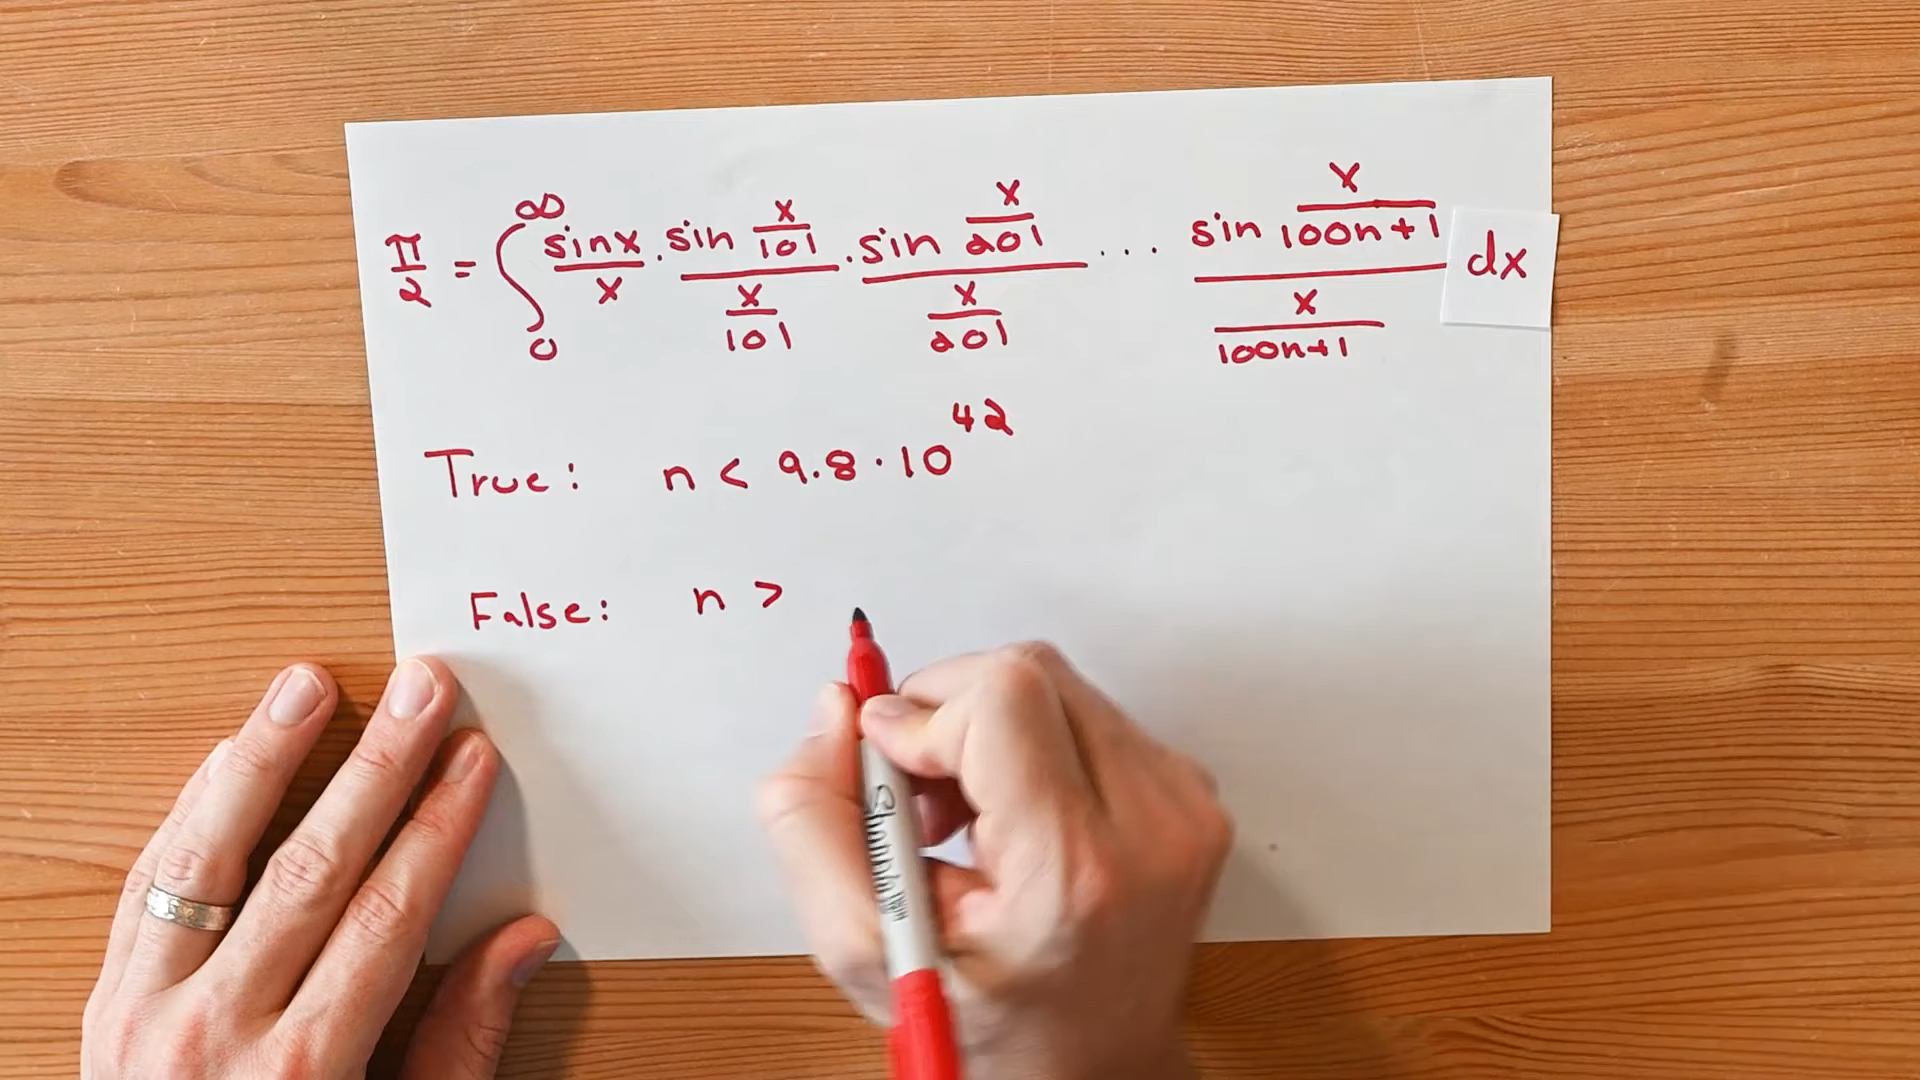 π/2 = ∫₀^∞ sinx/x · sin x/101 / x/101 · sin x/201 / x/201 ... sin x/100n+1 / x/100n+1 dx
True: n < 9.8 · 10^42
False: n >
Sharpie